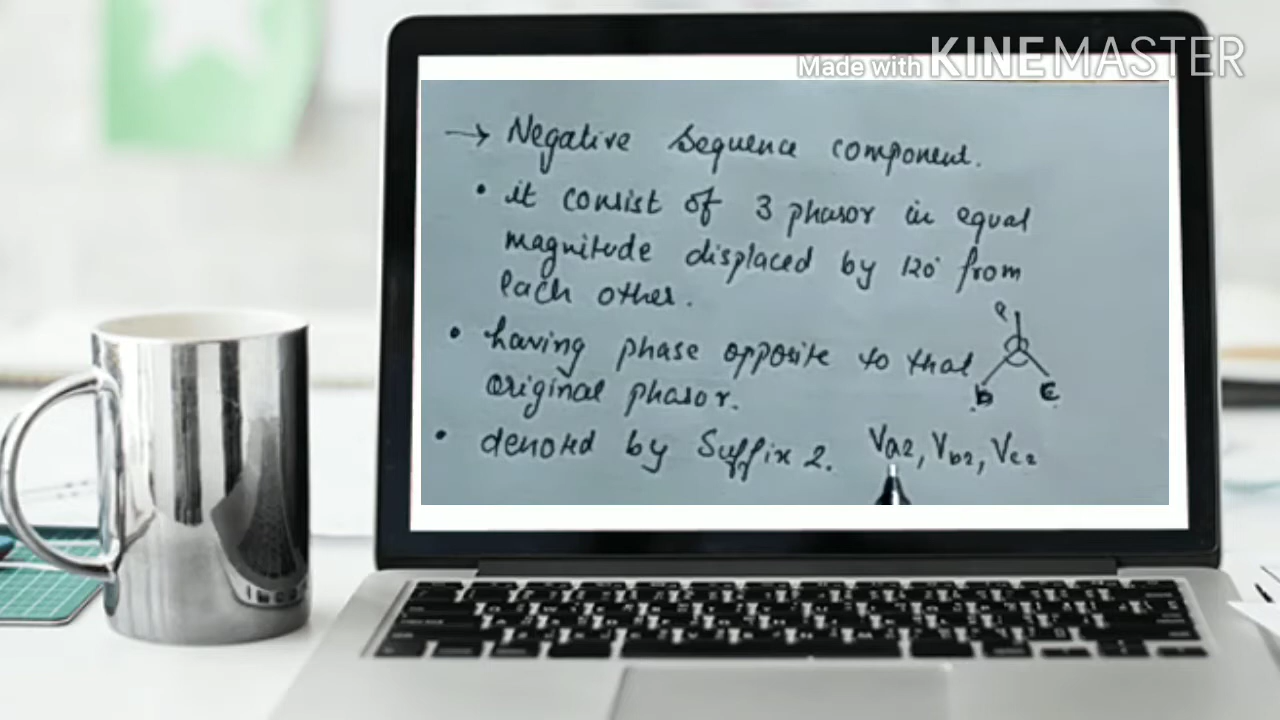 Made with KINEMASTER
→ Negative sequence component.
• it consist of 3 phasor in equal
magnitude displaced by 120° from
each other.
• having phase opposite to that
original phasor.
• denoted by Suffix 2. Va2, Vb2, Vc2
a
b
c